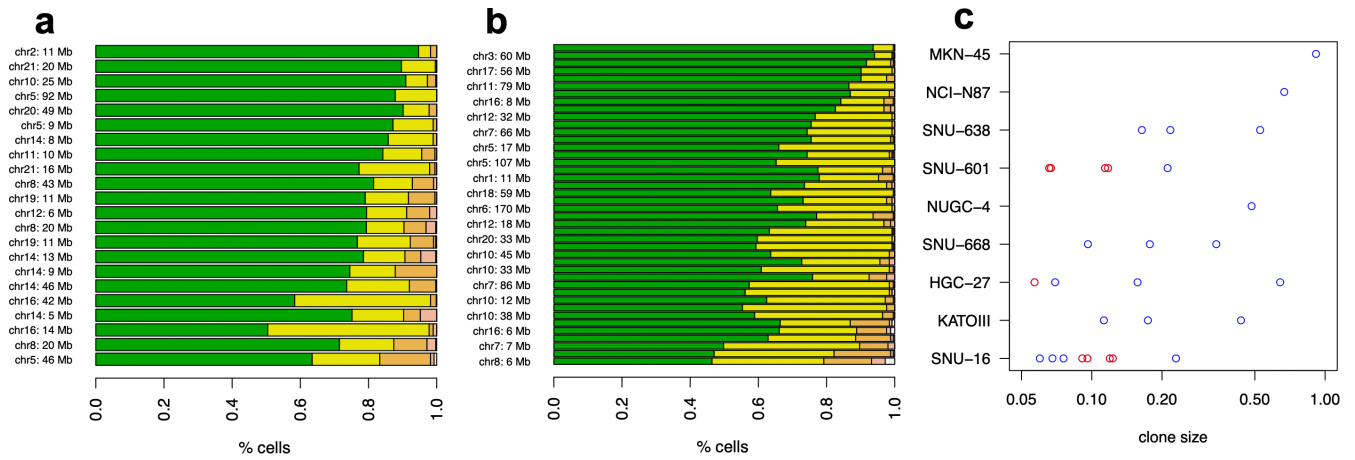 a
chr2: 11 Mb
chr21: 20 Mb
chr10: 25 Mb
chr5: 92 Mb
chr20: 49 Mb
chr5: 9 Mb
chr14: 8 Mb
chr11: 10 Mb
chr21: 16 Mb
chr8: 43 Mb
chr19: 11 Mb
chr12: 6 Mb
chr8: 20 Mb
chr19: 11 Mb
chr14: 13 Mb
chr14: 9 Mb
chr14: 46 Mb
chr16: 42 Mb
chr14: 5 Mb
chr16: 14 Mb
chr8: 20 Mb
chr5: 46 Mb
0.0 0.2 0.4 0.6 0.8 1.0
% cells
b
chr3: 60 Mb
chr17: 56 Mb
chr11: 79 Mb
chr16: 8 Mb
chr12: 32 Mb
chr7: 66 Mb
chr5: 17 Mb
chr5: 107 Mb
chr1: 11 Mb
chr18: 59 Mb
chr6: 170 Mb
chr12: 18 Mb
chr20: 33 Mb
chr10: 45 Mb
chr10: 33 Mb
chr7: 86 Mb
chr10: 12 Mb
chr10: 38 Mb
chr16: 6 Mb
chr7: 7 Mb
chr8: 6 Mb
0.0 0.2 0.4 0.6 0.8 1.0
% cells
c
MKN−45
NCI−N87
SNU−638
SNU−601
NUGC−4
SNU−668
HGC−27
KATOIII
SNU−16
0.05 0.10 0.20 0.50 1.00
clone size